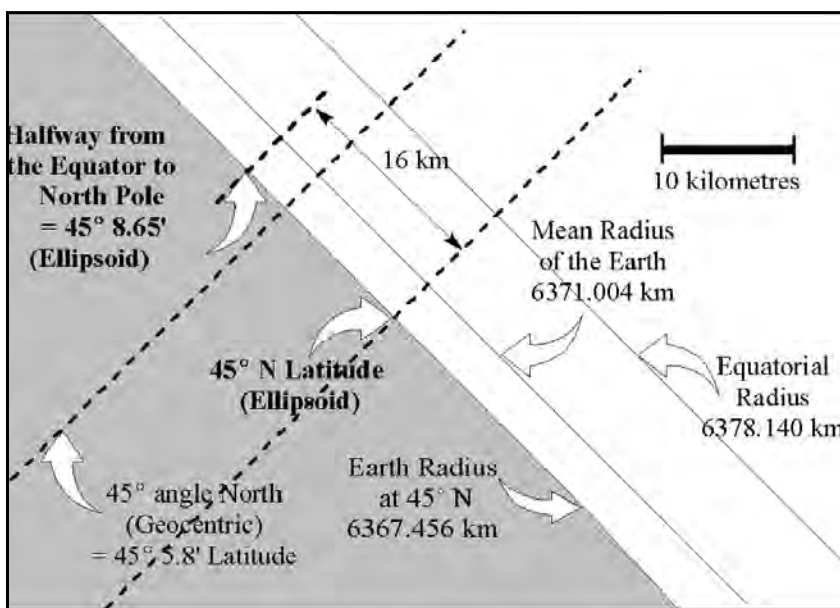 Halfway from
the Equator to
North Pole
= 45° 8.65'
(Ellipsoid)
16 km
10 kilometres
Mean Radius
of the Earth
6371.004 km
45° N Latitude
(Ellipsoid)
Equatorial
Radius
6378.140 km
Earth Radius
at 45° N
6367.456 km
45° angle North
(Geocentric)
= 45° 5.8' Latitude